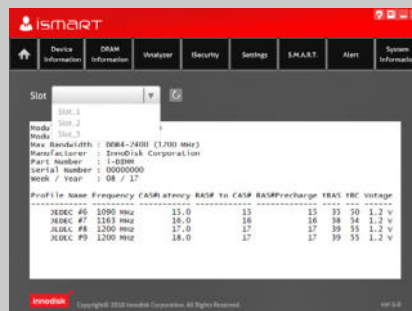 ismart
Device Information
DRAM Information
iAnalyzer
iSecurity
Settings
S.M.A.R.T.
Alert
System Informatio
Slot
Slot_1
Slot_2
Slot_3
Modul
Modu
Max Bandwidth : DDR4-2400 (1200 MHz)
Manufacturer : InnoDisk Corporation
Part Number : i-DIMM
Serial Number : 00000000
Week / Year : 08 / 17
Profile Name Frequency CAS#Latency RAS# to CAS# RAS#Precharge tRAS tRC Votage
JEDEC #6 1090 MHz 15.0 15 15 35 50 1.2 V
JEDEC #7 1163 MHz 16.0 16 16 38 54 1.2 V
JEDEC #8 1200 MHz 17.0 17 17 39 55 1.2 V
JEDEC #9 1200 MHz 18.0 17 17 39 55 1.2 V
innodisk
Copyright© 2018 Innodisk Corporation. All Rights Reserved.